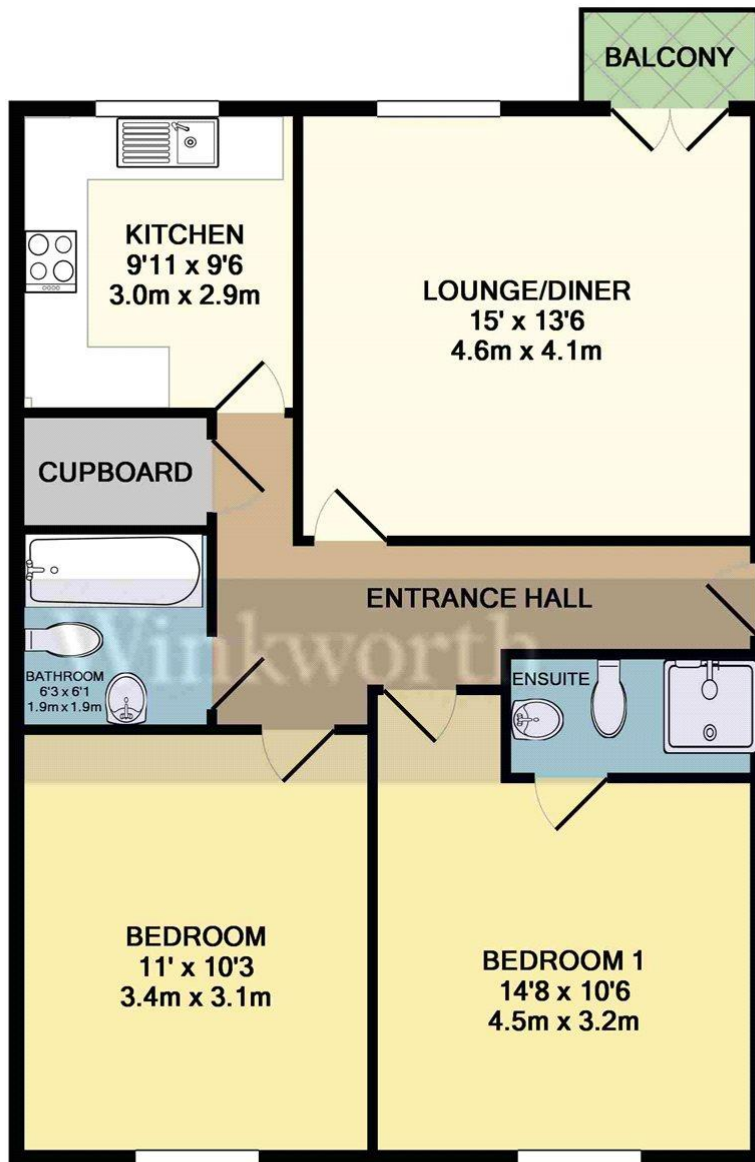 BALCONY
KITCHEN
9'11 x 9'6
3.0m x 2.9m
LOUNGE/DINER
15' x 13'6
4.6m x 4.1m
CUPBOARD
ENTRANCE HALL
Winkworth
BATHROOM
6'3 x 6'1
1.9m x 1.9m
ENSUITE
BEDROOM
11' x 10'3
3.4m x 3.1m
BEDROOM 1
14'8 x 10'6
4.5m x 3.2m